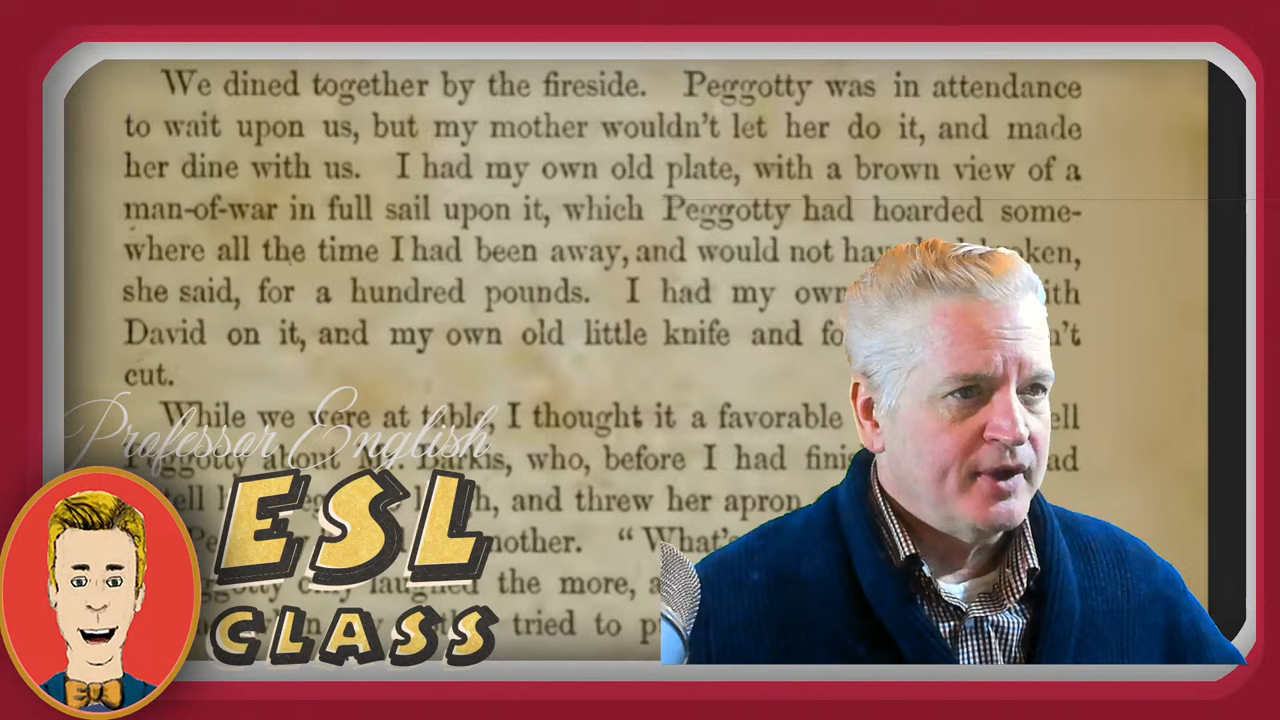 We dined together by the fireside. Peggotty was in attendance
to wait upon us, but my mother wouldn't let her do it, and made
her dine with us. I had my own old plate, with a brown view of a
man-of-war in full sail upon it, which Peggotty had hoarded some-
where all the time I had been away, and would not have had broken,
she said, for a hundred pounds. I had my own
David on it, and my own old little knife and
cut.
While we were at table, I thought it a favorable
Peggotty about Mr. Barkis, who, before I had
and threw her apron
mother. "What's
laughed the more,
tried to
Professor English
ESL
CLASS